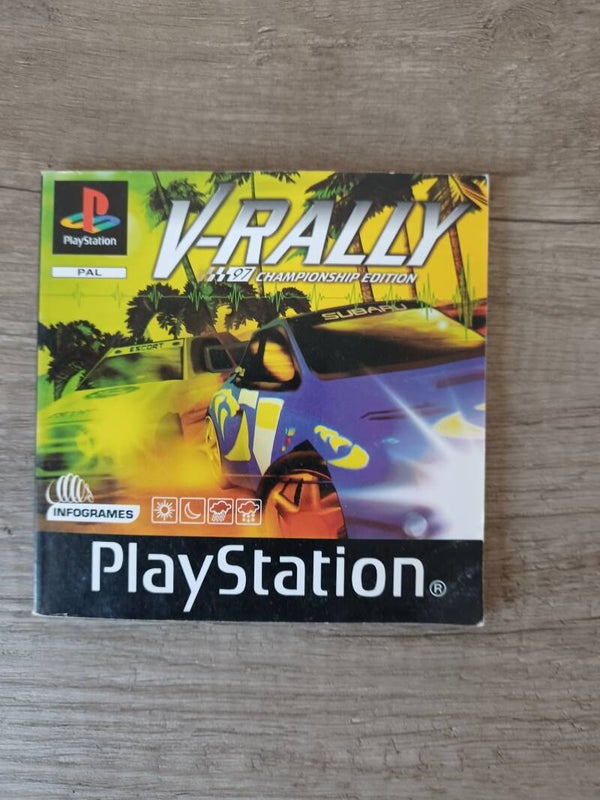 PlayStation
PAL
V-RALLY
97 CHAMPIONSHIP EDITION
SUBARU
ESCORT
INFOGRAMES
PlayStation®